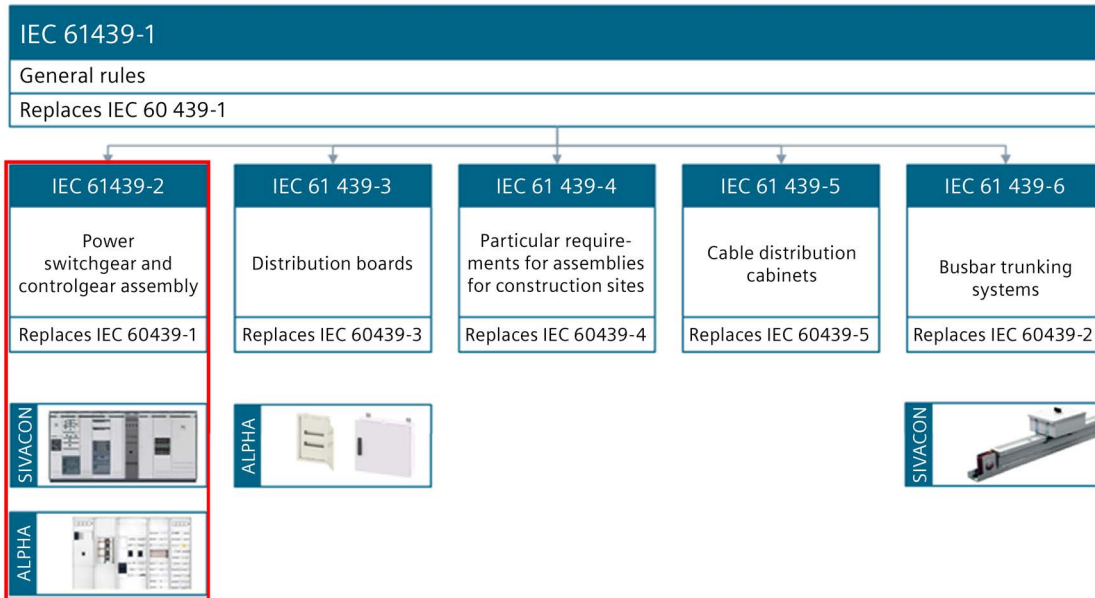 IEC 61439-1
General rules
Replaces IEC 60 439-1
IEC 61439-2
Power
switchgear and
controlgear assembly
Replaces IEC 60439-1
IEC 61 439-3
Distribution boards
Replaces IEC 60439-3
IEC 61 439-4
Particular require-
ments for assemblies
for construction sites
Replaces IEC 60439-4
IEC 61 439-5
Cable distribution
cabinets
Replaces IEC 60439-5
IEC 61 439-6
Busbar trunking
systems
Replaces IEC 60439-2
SIVACON
ALPHA
SIVACON
ALPHA